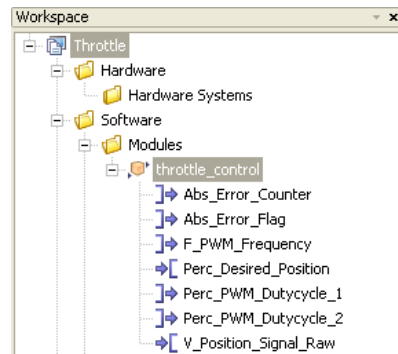 Workspace
Throttle
Hardware
Hardware Systems
Software
Modules
throttle_control
Abs_Error_Counter
Abs_Error_Flag
F_PWM_Frequency
Perc_Desired_Position
Perc_PWM_Dutycycle_1
Perc_PWM_Dutycycle_2
V_Position_Signal_Raw